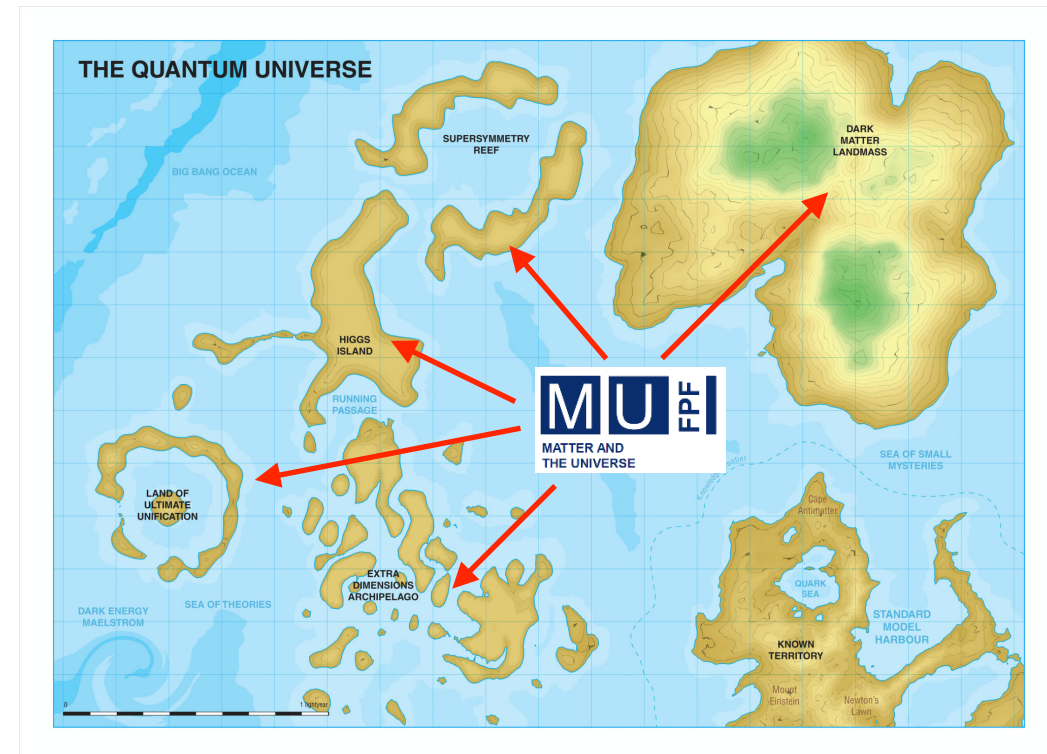 THE QUANTUM UNIVERSE
SUPERSYMMETRY
REEF
DARK
MATTER
LANDMASS
BIG BANG OCEAN
HIGGS
ISLAND
RUNNING
PASSAGE
MU FPF
MATTER AND
THE UNIVERSE
SEA OF SMALL
MYSTERIES
LAND OF
ULTIMATE
UNIFICATION
Cape
Antimatter
EXTRA
DIMENSIONS
ARCHIPELAGO
QUARK
SEA
DARK ENERGY
MAELSTROM
SEA OF THEORIES
STANDARD
MODEL
HARBOUR
KNOWN
TERRITORY
Mount
Einstein
Newton's
Lawn
0
1 lightyear